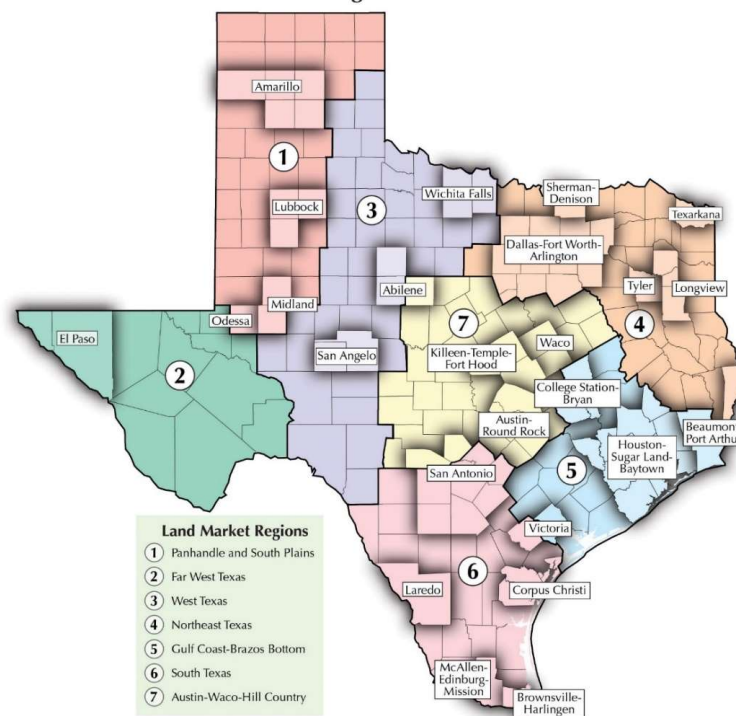 Amarillo
1
Lubbock
3
Wichita Falls
Sherman-
Denison
Texarkana
Dallas-Fort Worth-
Arlington
Tyler
Longview
Abilene
Midland
Odessa
El Paso
2
San Angelo
7
4
Waco
Killeen-Temple-
Fort Hood
College Station-
Bryan
Austin-
Round Rock
Houston-
Sugar Land-
Baytown
Beaumont-
Port Arthur
San Antonio
5
Victoria
6
Laredo
Corpus Christi
McAllen-
Edinburg-
Mission
Brownsville-
Harlingen
Land Market Regions
1 Panhandle and South Plains
2 Far West Texas
3 West Texas
4 Northeast Texas
5 Gulf Coast-Brazos Bottom
6 South Texas
7 Austin-Waco-Hill Country